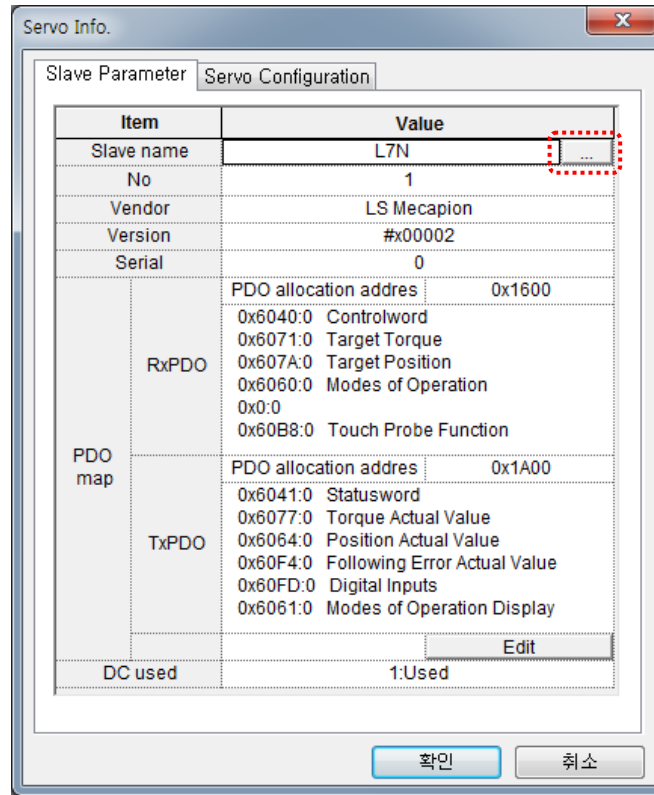 Servo Info.
Slave Parameter Servo Configuration
Item Value
Slave name L7N ...
No 1
Vendor LS Mecapion
Version #x00002
Serial 0
PDO map
RxPDO
PDO allocation addres 0x1600
0x6040:0 Controlword
0x6071:0 Target Torque
0x607A:0 Target Position
0x6060:0 Modes of Operation
0x0:0
0x60B8:0 Touch Probe Function
TxPDO
PDO allocation addres 0x1A00
0x6041:0 Statusword
0x6077:0 Torque Actual Value
0x6064:0 Position Actual Value
0x60F4:0 Following Error Actual Value
0x60FD:0 Digital Inputs
0x6061:0 Modes of Operation Display
Edit
DC used 1:Used
확인 취소